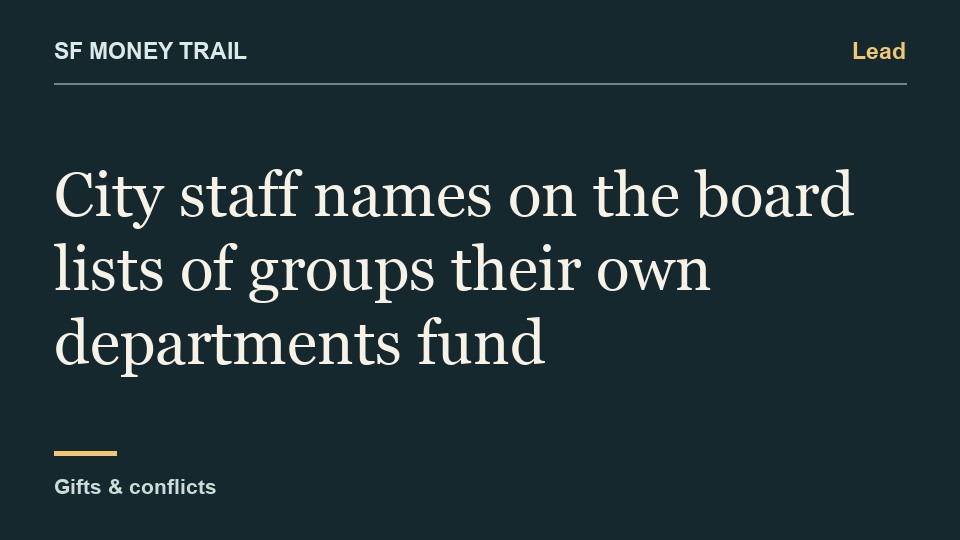 SF MONEY TRAIL
Lead
City staff names on the board
lists of groups their own
departments fund
Gifts & conflicts